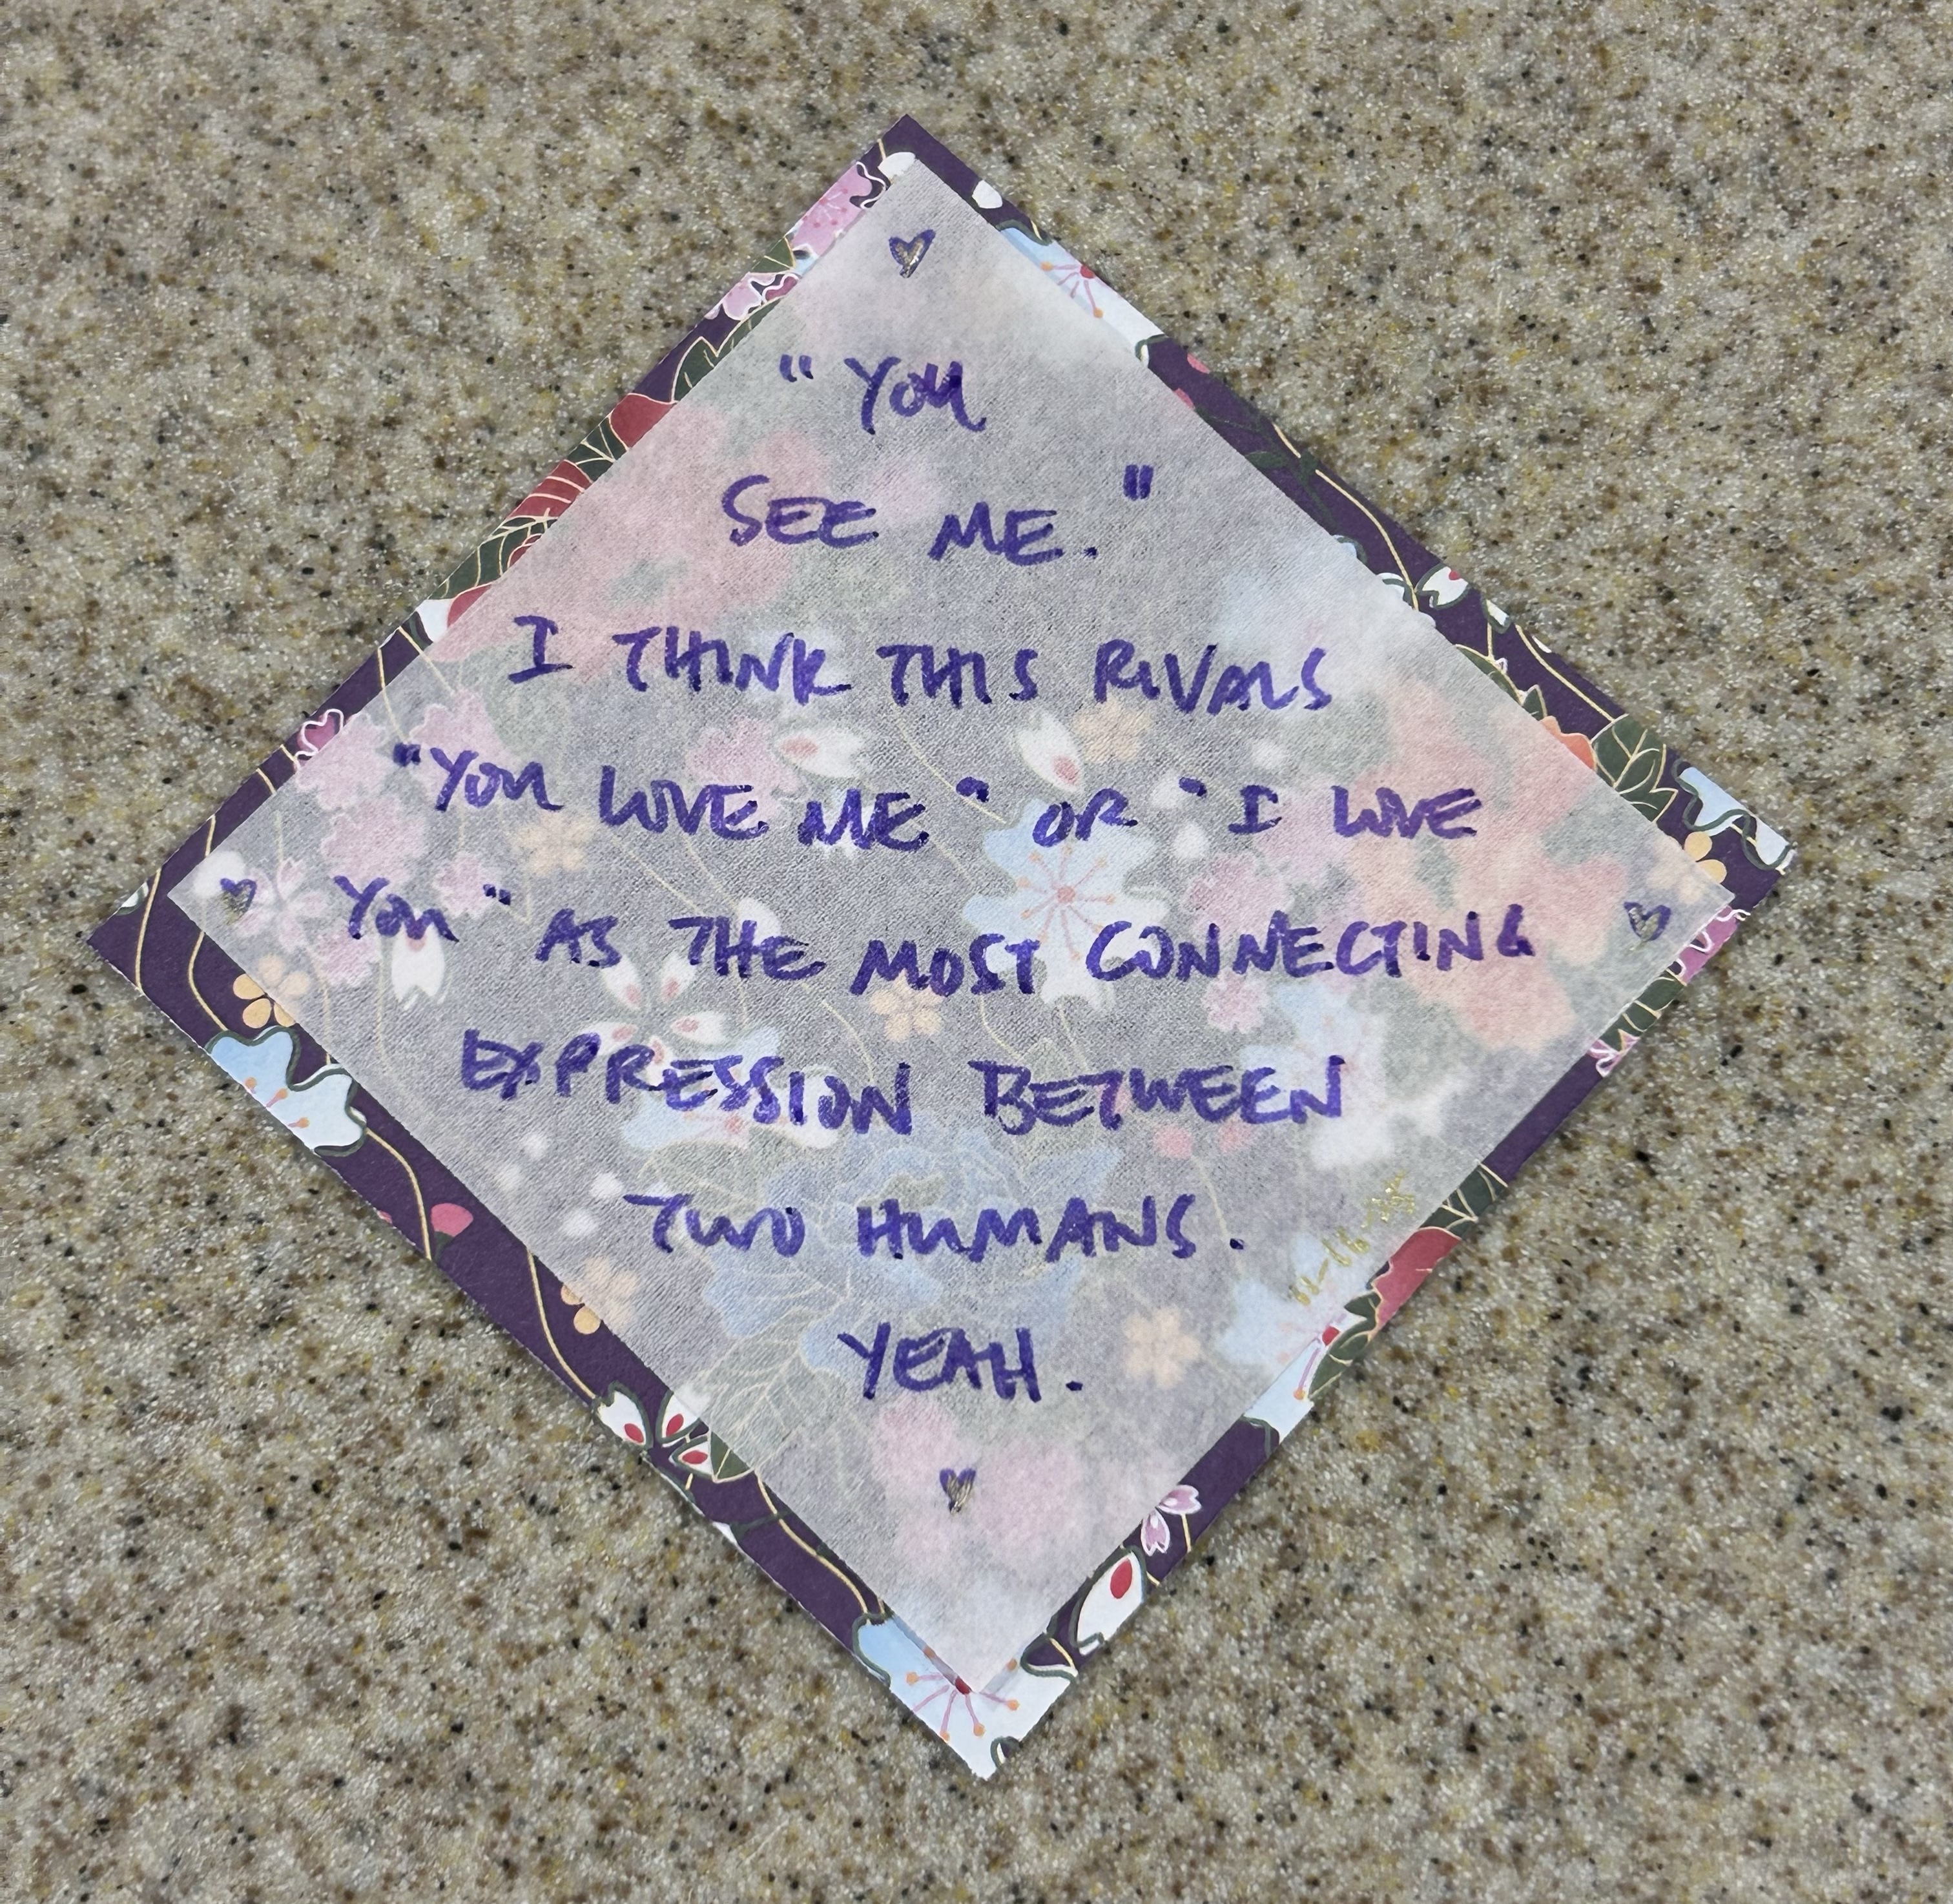 "YOU
SEE ME."
I THINK THIS RIVALS
"YOU LOVE ME" OR "I LOVE
YOU" AS THE MOST CONNECTING
EXPRESSION BETWEEN
TWO HUMANS.
YEAH.